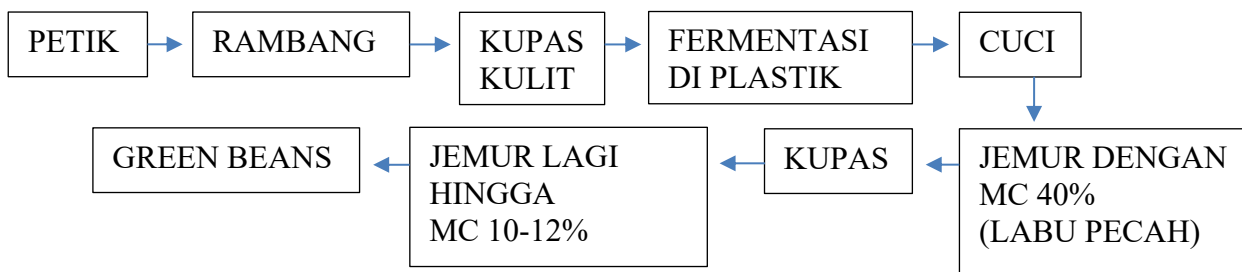 PETIK
RAMBANG
KUPAS
KULIT
FERMENTASI
DI PLASTIK
CUCI
JEMUR DENGAN
MC 40%
(LABU PECAH)
KUPAS
JEMUR LAGI
HINGGA
MC 10-12%
GREEN BEANS